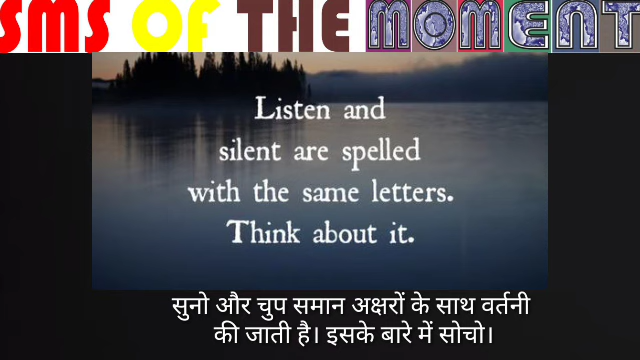 SMS OF THE MOMENT
Listen and
silent are spelled
with the same letters.
Think about it.
सुनो और चुप समान अक्षरों के साथ वर्तनी
की जाती है। इसके बारे में सोचो।